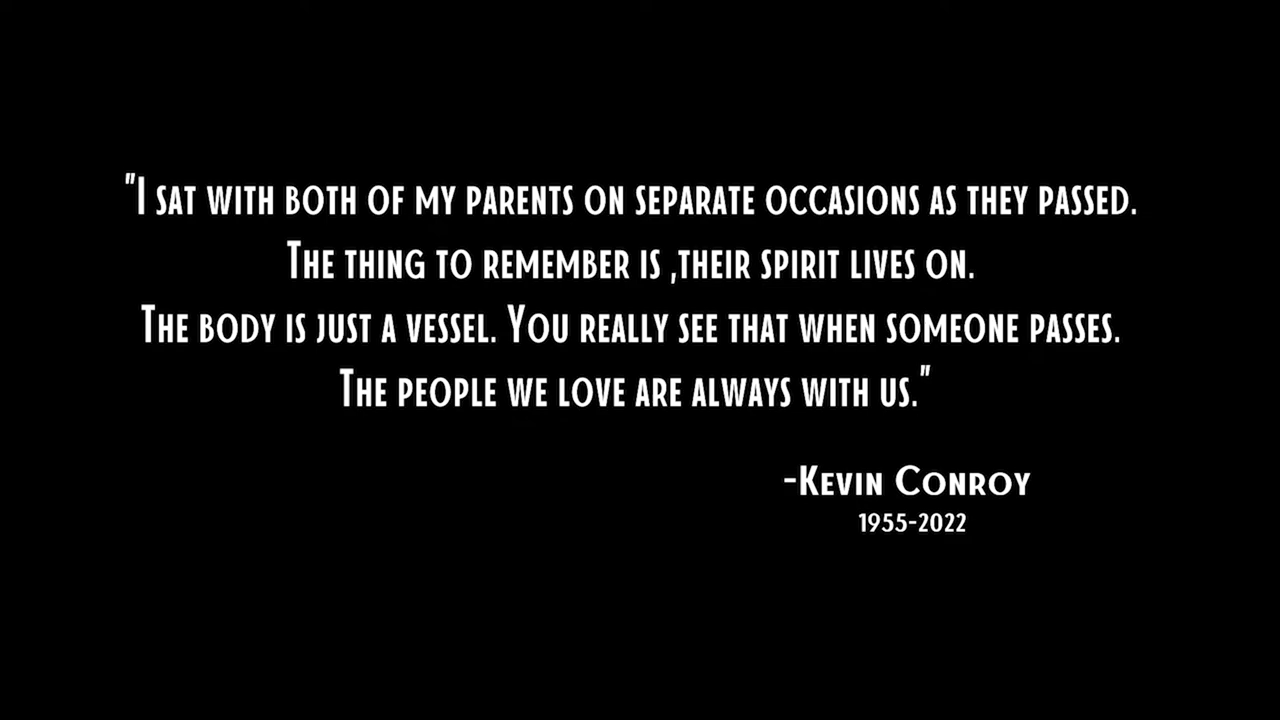 "I sat with both of my parents on separate occasions as they passed.
The thing to remember is ,their spirit lives on.
The body is just a vessel. You really see that when someone passes.
The people we love are always with us."
-Kevin Conroy
1955-2022